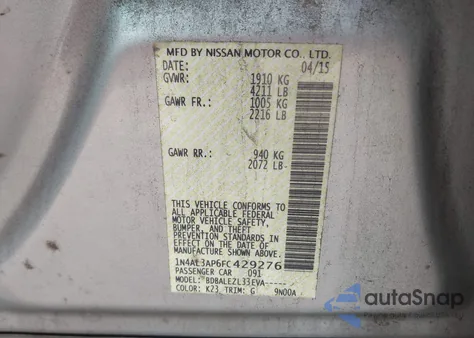 MFD BY NISSAN MOTOR CO., LTD.
DATE: 04/15
GVWR: 1910 KG
4211 LB
GAWR FR.: 1005 KG
2216 LB
GAWR RR.: 940 KG
2072 LB
THIS VEHICLE CONFORMS TO
ALL APPLICABLE FEDERAL
MOTOR VEHICLE SAFETY,
BUMPER, AND THEFT
PREVENTION STANDARDS
IN EFFECT ON THE DATE OF
MANUFACTURE SHOWN ABOVE.
1N4AL3AP6FC429276
PASSENGER CAR 091
MODEL: BDBALEZL33EVA-----
COLOR: K23 TRIM: G 9N00A
autoSnap